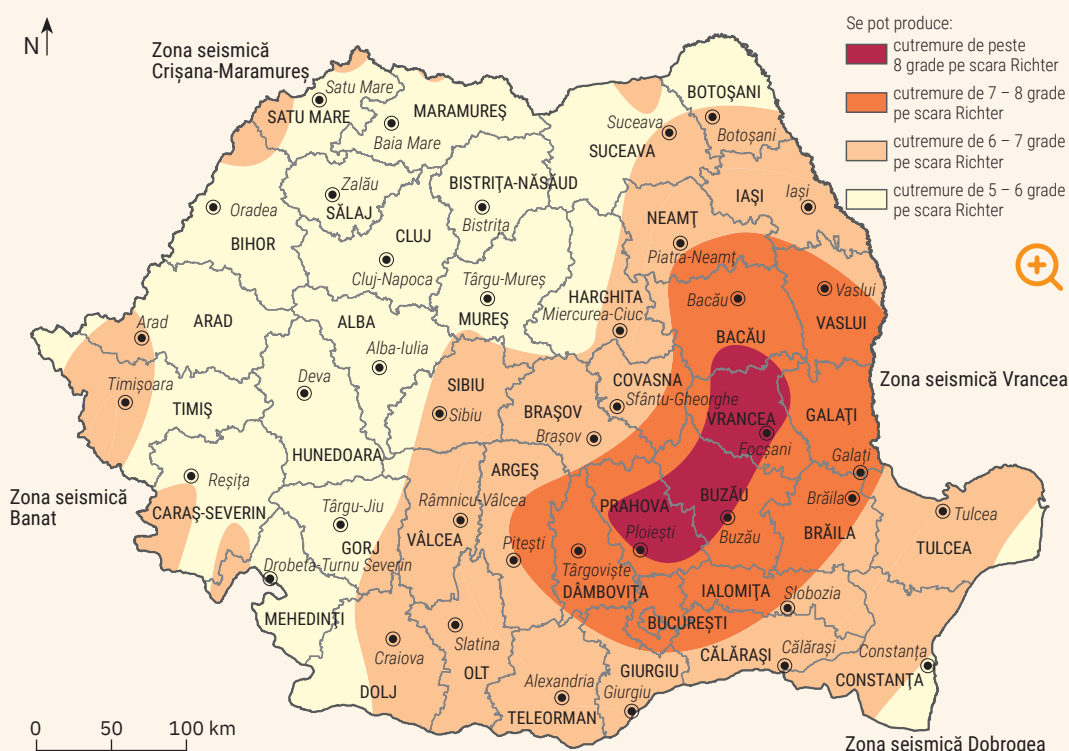 N
Zona seismică
Crișana-Maramureș
Se pot produce:
cutremure de peste
8 grade pe scara Richter
cutremure de 7 – 8 grade
pe scara Richter
cutremure de 6 – 7 grade
pe scara Richter
cutremure de 5 – 6 grade
pe scara Richter
Satu Mare
SATU MARE
MARAMUREȘ
Baia Mare
BOTOȘANI
Botoșani
Suceava
SUCEAVA
Zalău
SĂLAJ
BISTRIȚA-NĂSĂUD
Bistrița
IAȘI
Iași
Oradea
BIHOR
CLUJ
Cluj-Napoca
NEAMȚ
Piatra-Neamț
Târgu-Mureș
MUREȘ
HARGHITA
Miercurea-Ciuc
Bacău
BACĂU
Vaslui
VASLUI
Arad
ARAD
ALBA
Alba-Iulia
Timișoara
TIMIȘ
Deva
HUNEDOARA
SIBIU
Sibiu
BRAȘOV
Brașov
COVASNA
Sfântu-Gheorghe
VRANCEA
Focșani
GALAȚI
Galați
Zona seismică Vrancea
Zona seismică
Banat
Reșița
CARAȘ-SEVERIN
Târgu-Jiu
GORJ
Drobeta-Turnu Severin
MEHEDINȚI
Râmnicu-Vâlcea
VÂLCEA
ARGEȘ
Pitești
PRAHOVA
Ploiești
BUZĂU
Buzău
Brăila
BRĂILA
Tulcea
TULCEA
Târgoviște
DÂMBOVIȚA
IALOMIȚA
Slobozia
BUCUREȘTI
Craiova
DOLJ
Slatina
OLT
Alexandria
TELEORMAN
GIURGIU
Giurgiu
CĂLĂRAȘI
Călărași
Constanța
CONSTANȚA
0 50 100 km
Zona seismică Dobrogea